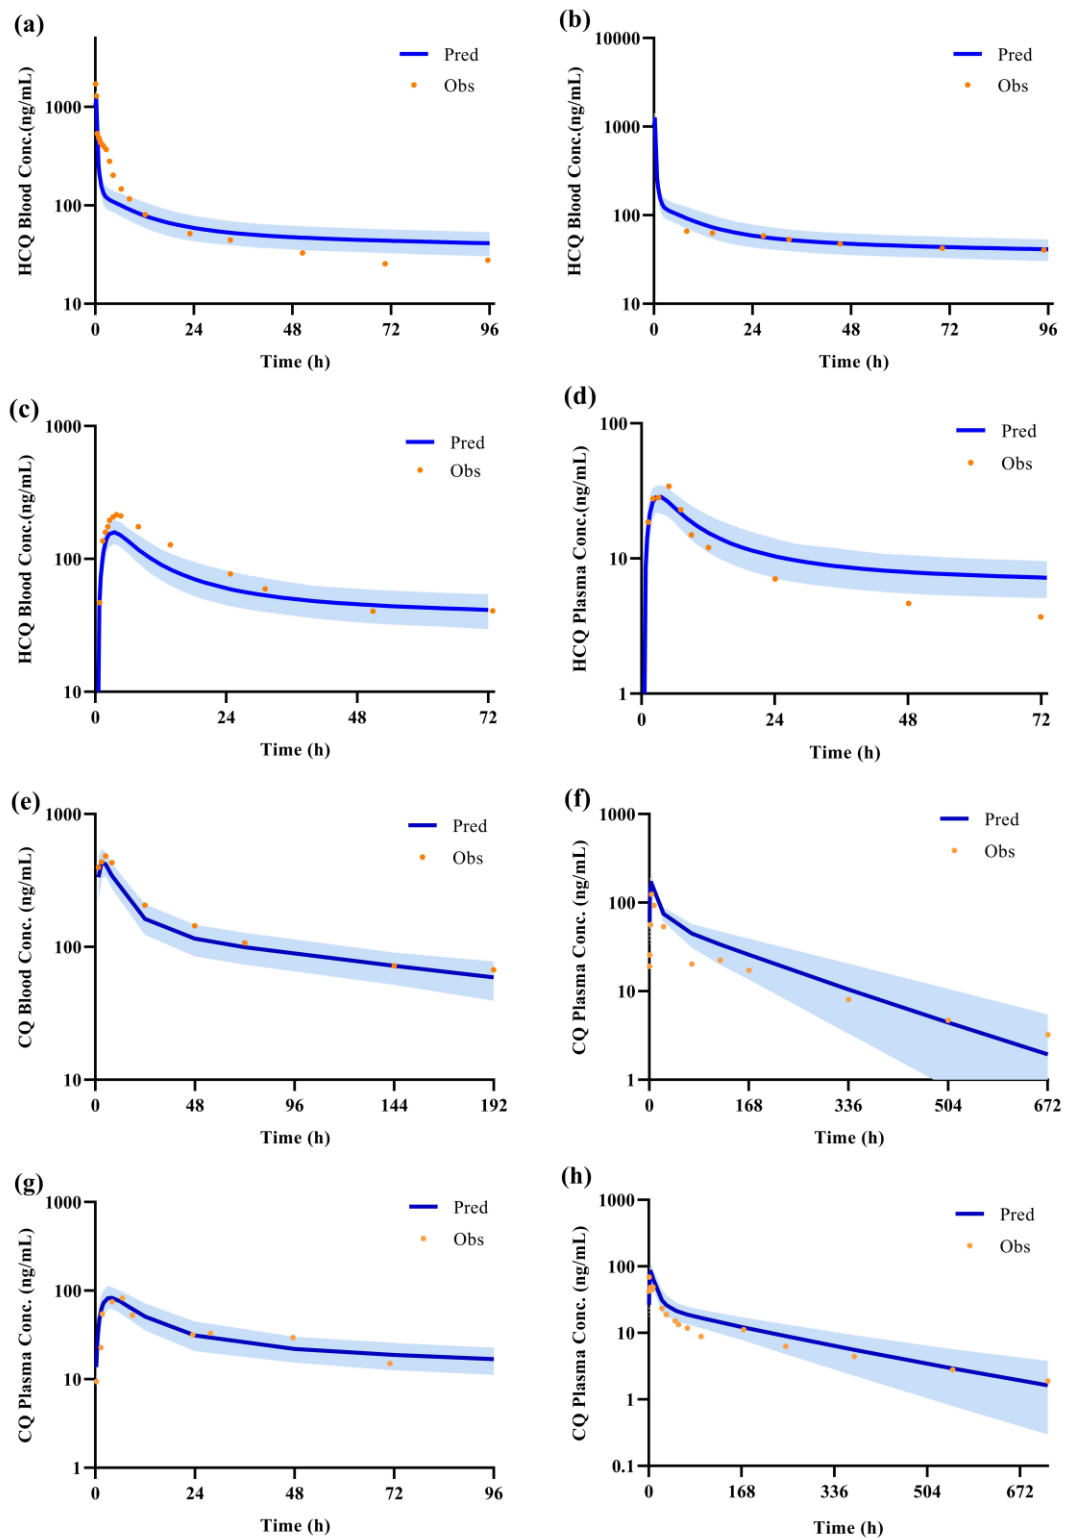 (a)
HCQ Blood Conc.(ng/mL)
1000
100
10
0 24 48 72 96
Time (h)
Pred
Obs
(b)
HCQ Blood Conc.(ng/mL)
10000
1000
100
10
0 24 48 72 96
Time (h)
Pred
Obs
(c)
HCQ Blood Conc.(ng/mL)
1000
100
10
0 24 48 72
Time (h)
Pred
Obs
(d)
HCQ Plasma Conc.(ng/mL)
100
10
1
0 24 48 72
Time (h)
Pred
Obs
(e)
CQ Blood Conc. (ng/mL)
1000
100
10
0 48 96 144 192
Time (h)
Pred
Obs
(f)
CQ Plasma Conc. (ng/mL)
1000
100
10
1
0 168 336 504 672
Time (h)
Pred
Obs
(g)
CQ Plasma Conc. (ng/mL)
1000
100
10
1
0 24 48 72 96
Time (h)
Pred
Obs
(h)
CQ Plasma Conc. (ng/mL)
1000
100
10
1
0.1
0 168 336 504 672
Time (h)
Pred
Obs